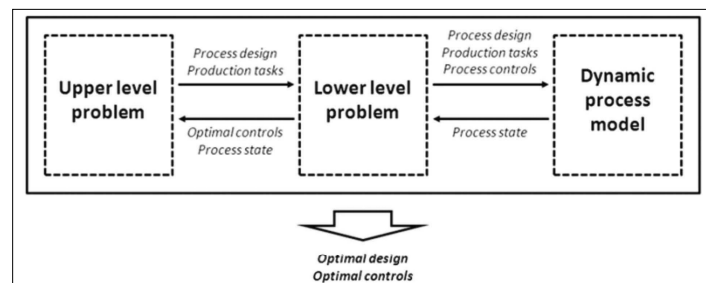 Upper level
problem
Process design
Production tasks
Optimal controls
Process state
Lower level
problem
Process design
Production tasks
Process controls
Process state
Dynamic
process
model
Optimal design
Optimal controls